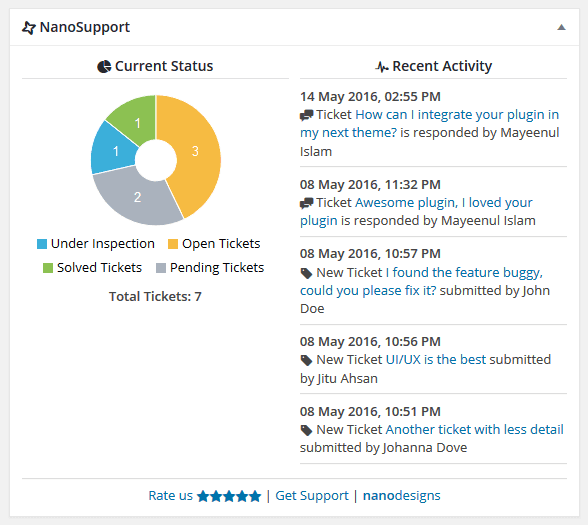 NanoSupport
Current Status
1
3
1
2
Under Inspection
Open Tickets
Solved Tickets
Pending Tickets
Total Tickets: 7
Recent Activity
14 May 2016, 02:55 PM
Ticket How can I integrate your plugin in
my next theme? is responded by Mayeenul
Islam
08 May 2016, 11:32 PM
Ticket Awesome plugin, I loved your
plugin is responded by Mayeenul Islam
08 May 2016, 10:57 PM
New Ticket I found the feature buggy,
could you please fix it? submitted by John
Doe
08 May 2016, 10:56 PM
New Ticket UI/UX is the best submitted
by Jitu Ahsan
08 May 2016, 10:51 PM
New Ticket Another ticket with less detail
submitted by Johanna Dove
Rate us ★★★★★ | Get Support | nanodesigns